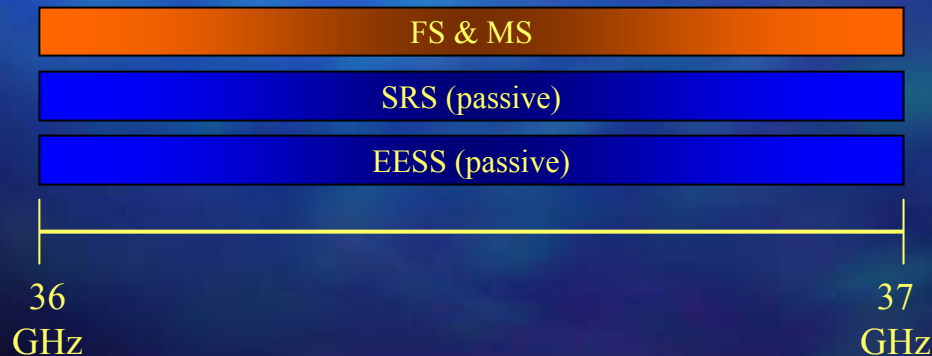 FS & MS
SRS (passive)
EESS (passive)
36
GHz
37
GHz